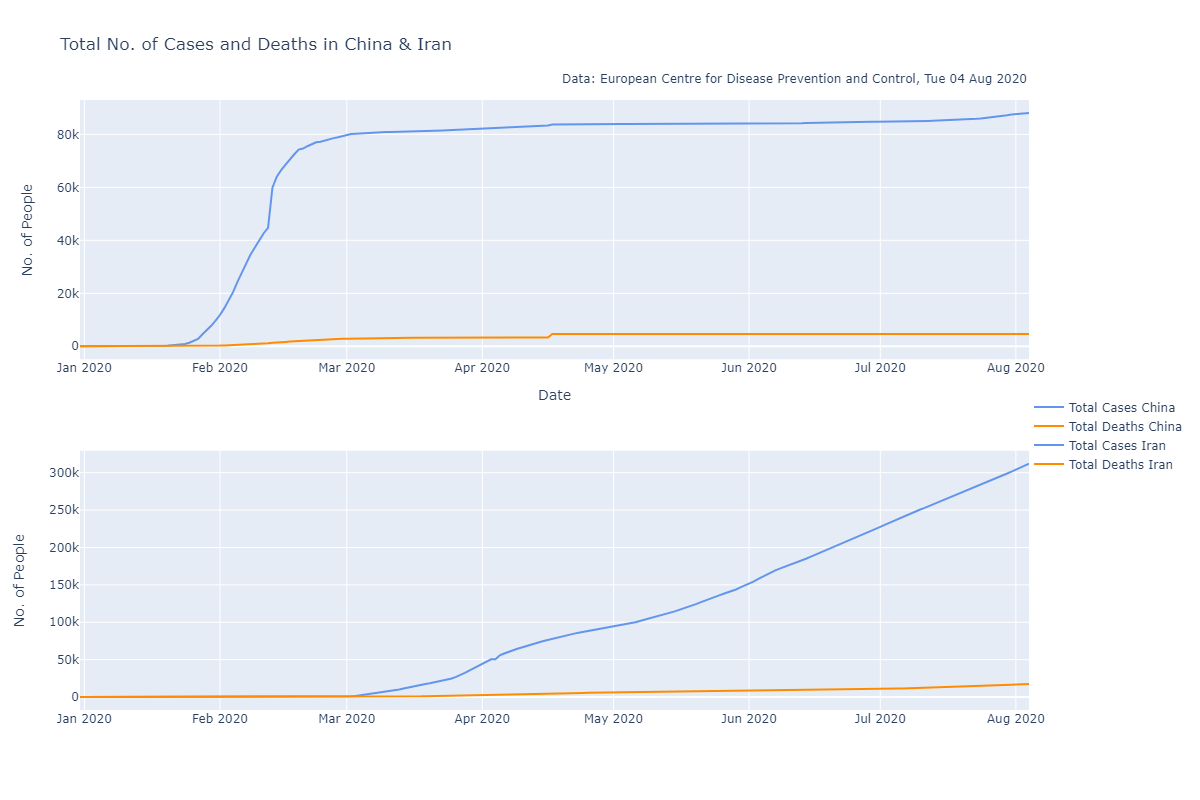 Total No. of Cases and Deaths in China & Iran
Data: European Centre for Disease Prevention and Control, Tue 04 Aug 2020
No. of People
80k
60k
40k
20k
0
Jan 2020 Feb 2020 Mar 2020 Apr 2020 May 2020 Jun 2020 Jul 2020 Aug 2020
Date
Total Cases China
Total Deaths China
Total Cases Iran
Total Deaths Iran
No. of People
300k
250k
200k
150k
100k
50k
0
Jan 2020 Feb 2020 Mar 2020 Apr 2020 May 2020 Jun 2020 Jul 2020 Aug 2020